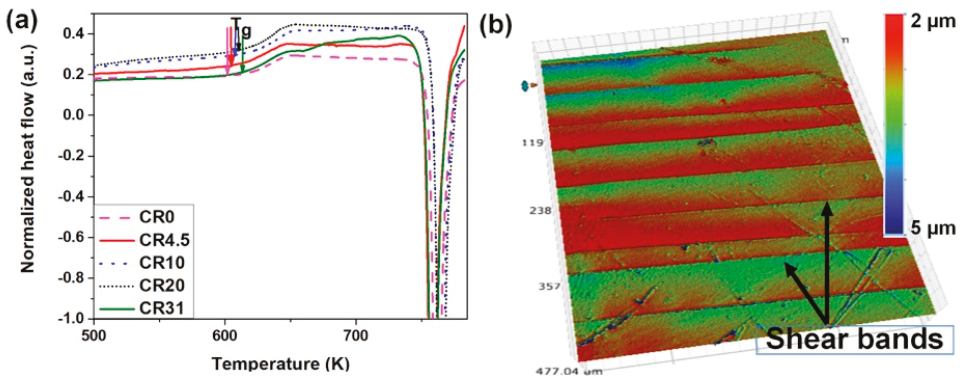 (a)
Normalized heat flow (a.u.)
0.4
0.2
0.0
-0.2
-0.4
-0.6
-0.8
-1.0
Tg
CR0
CR4.5
CR10
CR20
CR31
500
600
700
Temperature (K)
(b)
2 µm
5 µm
119
238
357
477.04 um
Shear bands